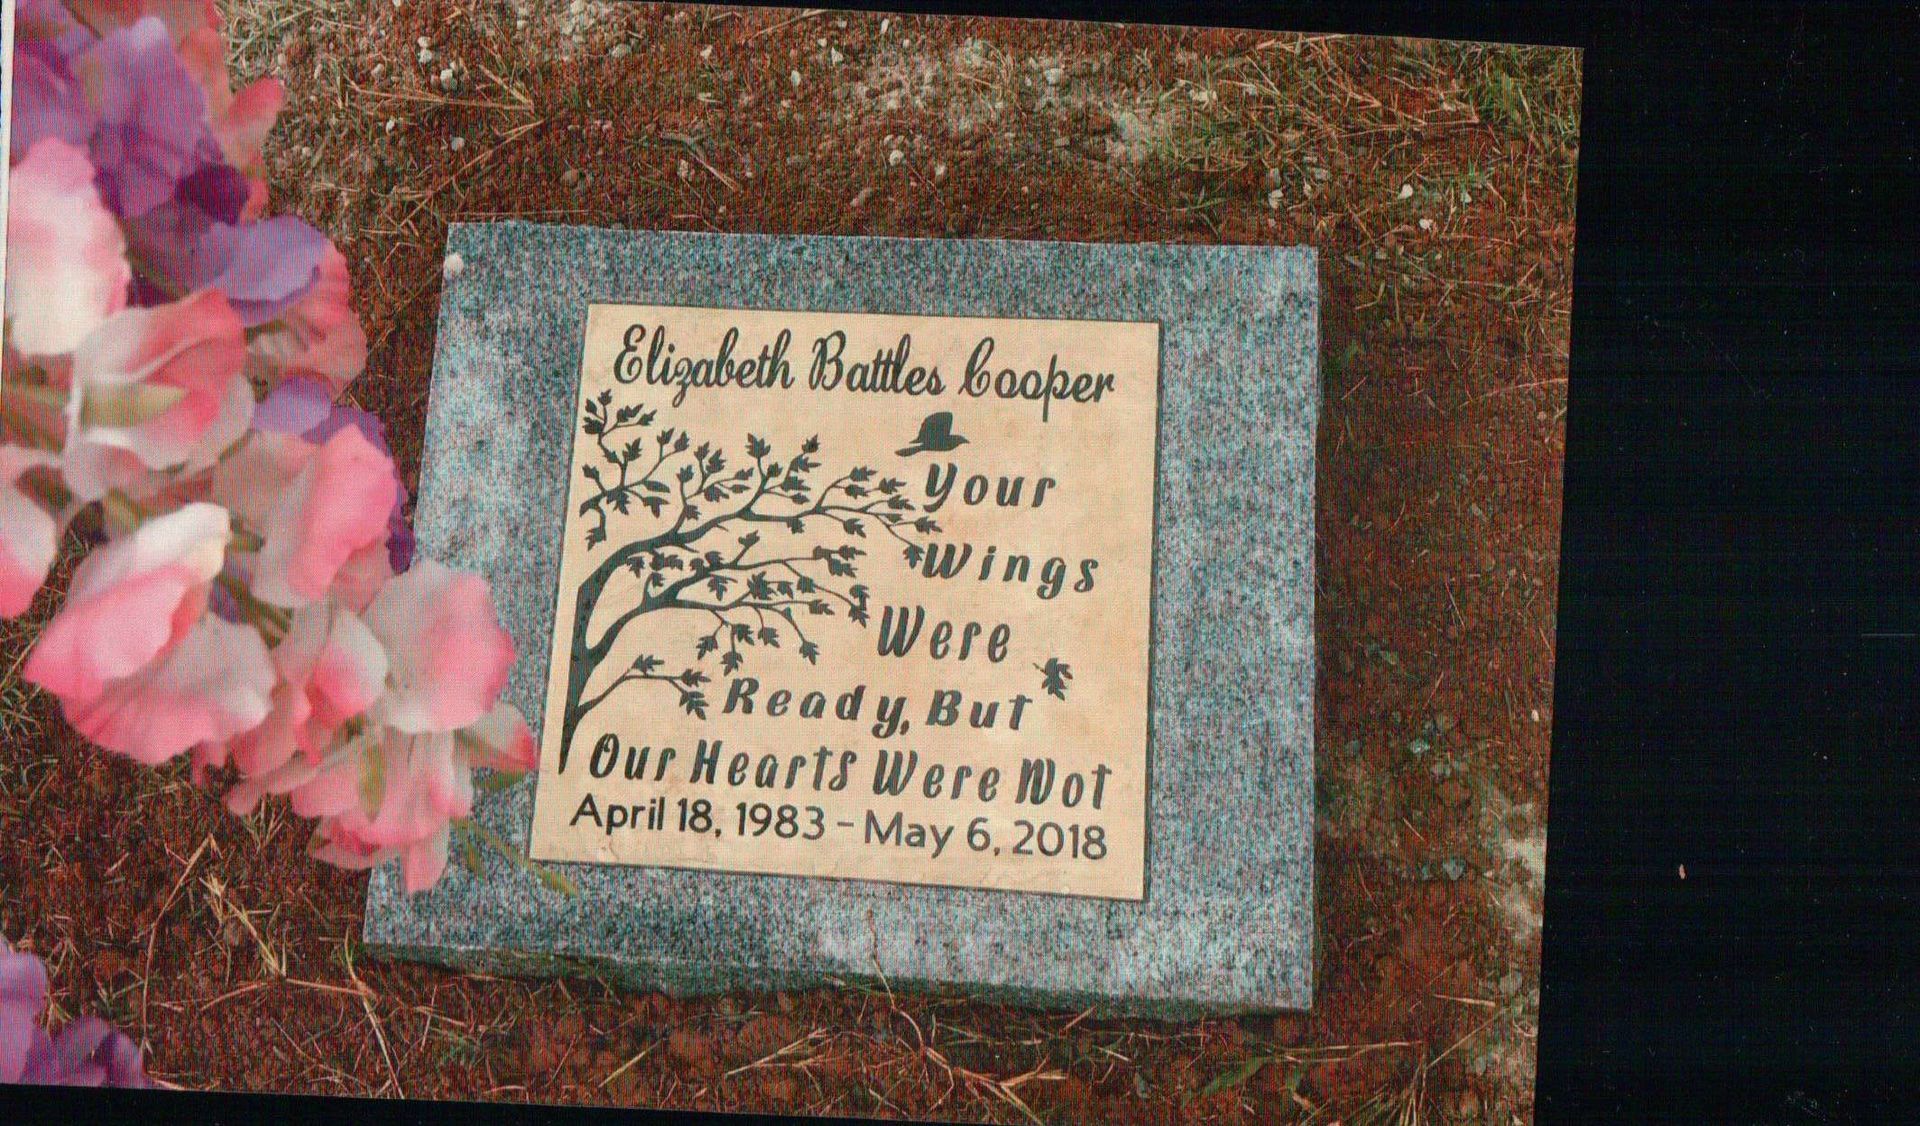 Elizabeth Battles Cooper
Your
Wings
Were
Ready, But
Our Hearts Were Not
April 18, 1983 - May 6, 2018